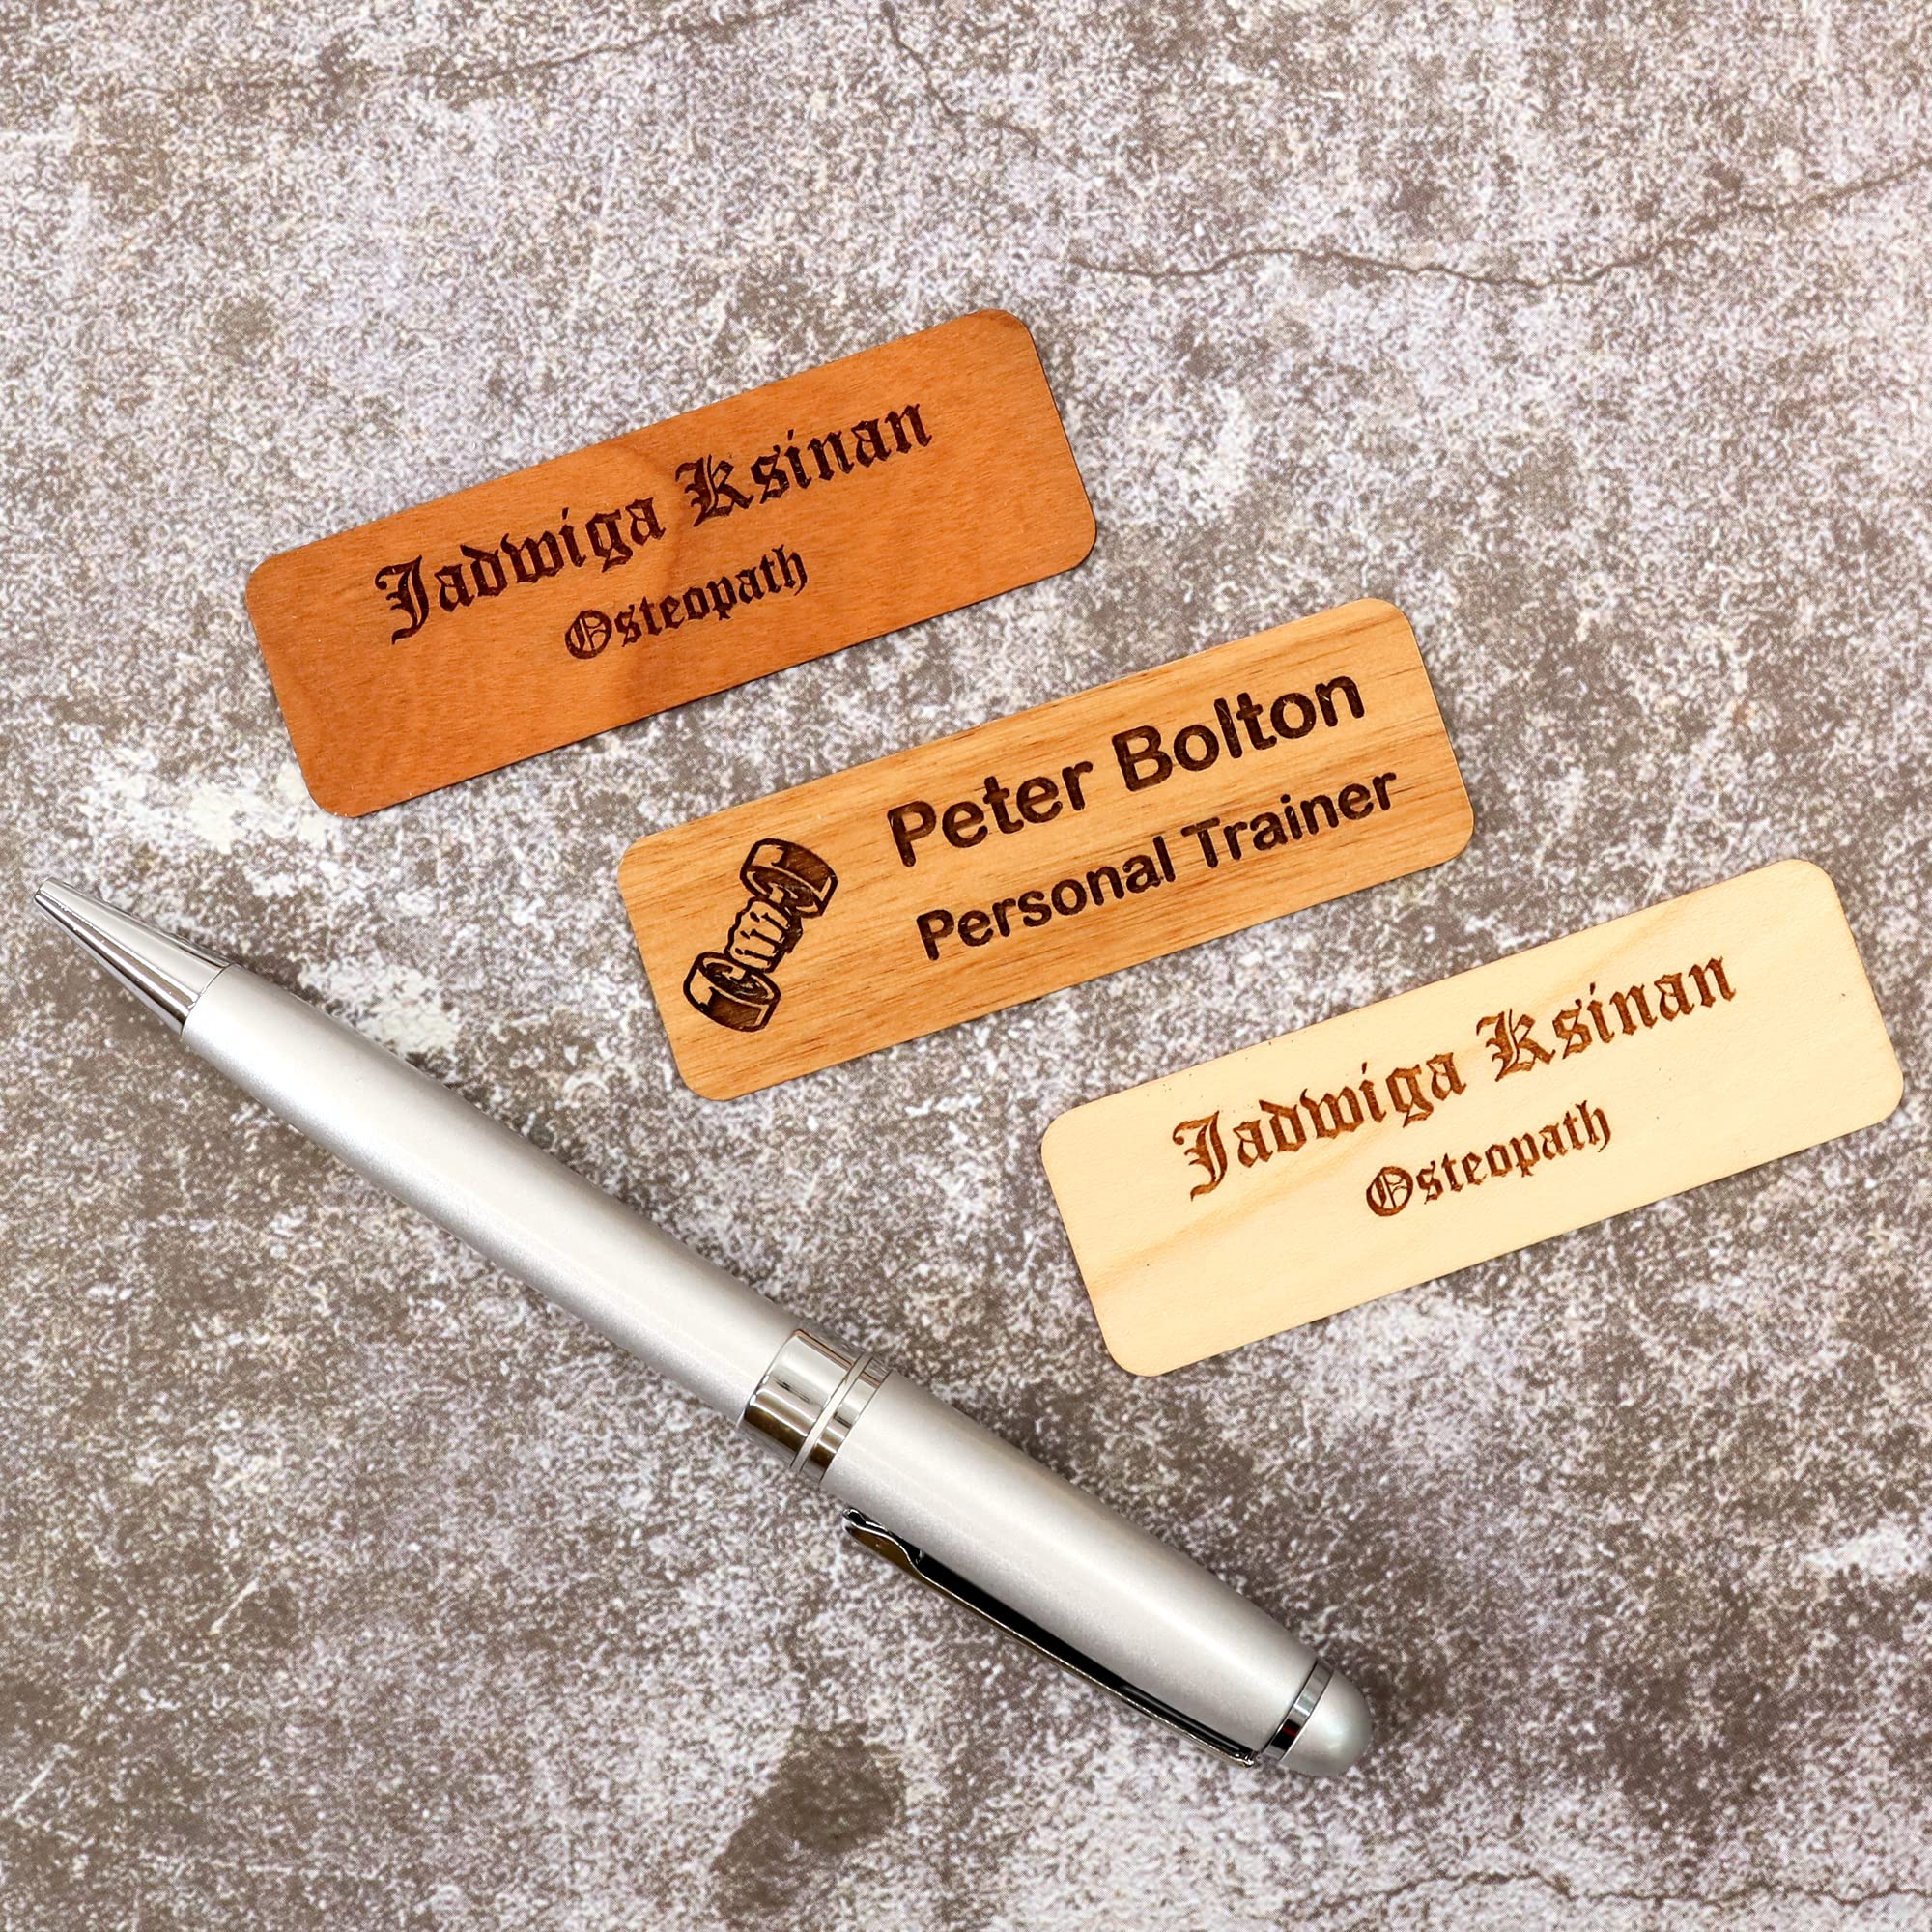 Jadwiga Ksinan
Osteopath
Peter Bolton
Personal Trainer
Jadwiga Ksinan
Osteopath